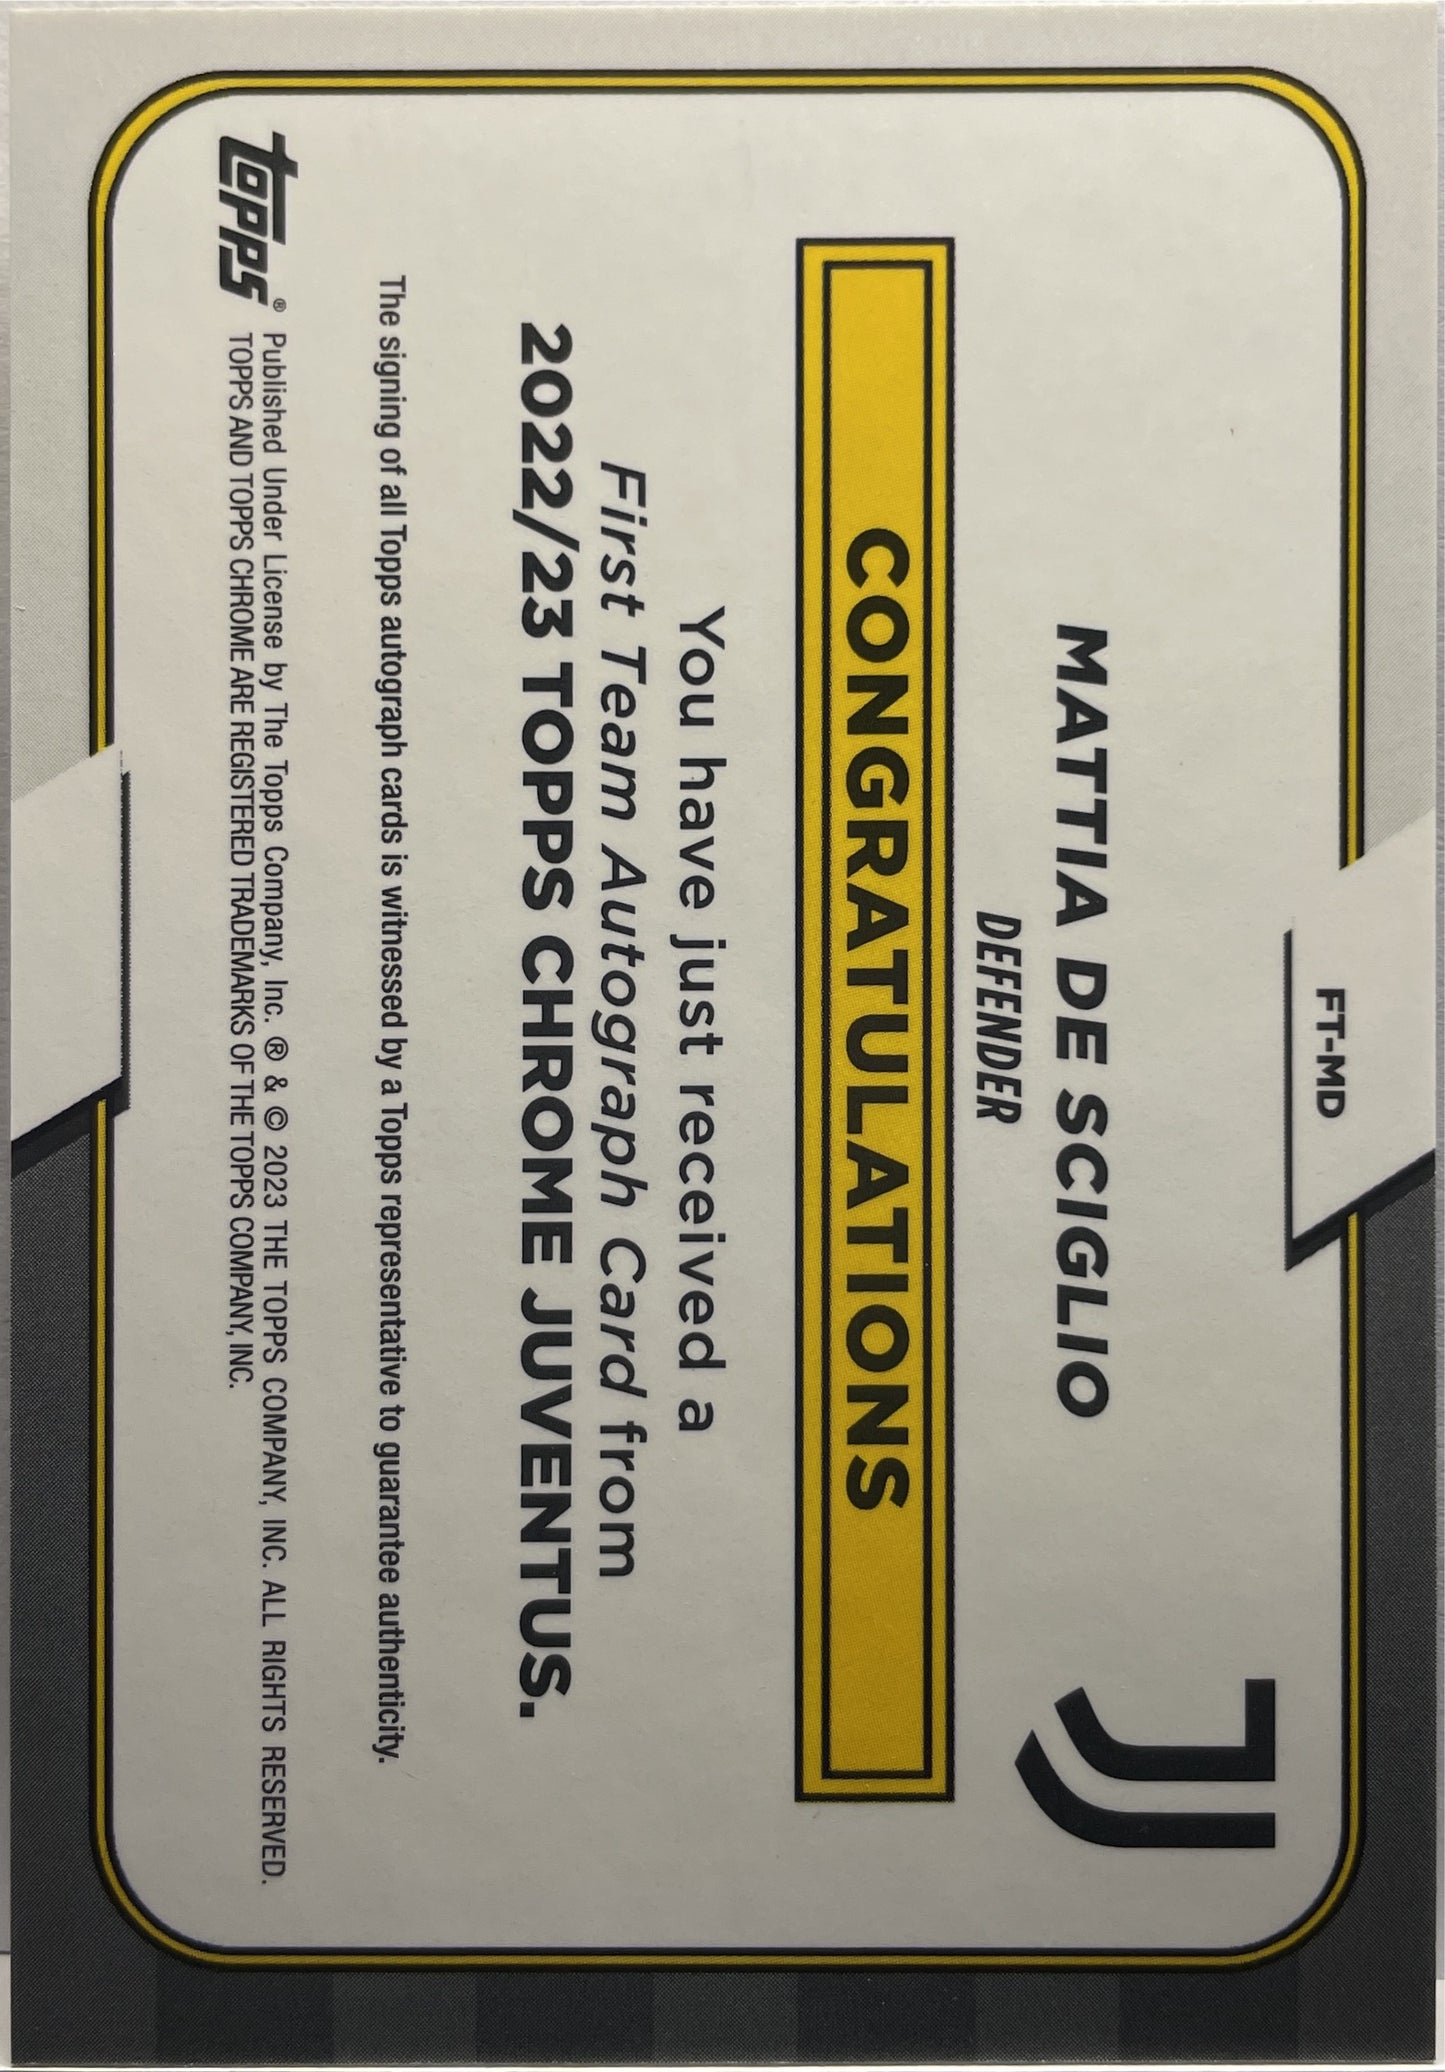 FT-MD
MATTIA DE SCIGLIO
DEFENDER
CONGRATULATIONS
You have just received a
First Team Autograph Card from
2022/23 TOPPS CHROME JUVENTUS.
The signing of all Topps autograph cards is witnessed by a Topps representative to guarantee authenticity.
topps®
Published Under License by The Topps Company, Inc. ® & © 2023 THE TOPPS COMPANY, INC. ALL RIGHTS RESERVED.
TOPPS AND TOPPS CHROME ARE REGISTERED TRADEMARKS OF THE TOPPS COMPANY, INC.